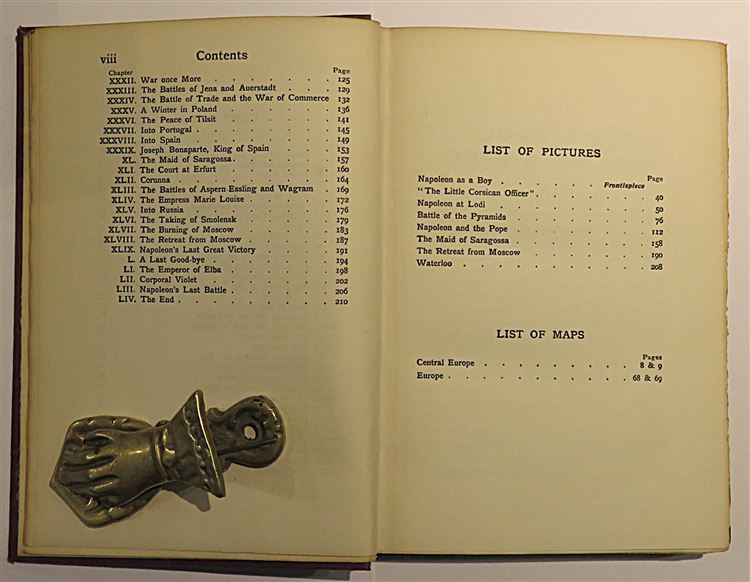 viii Contents
Chapter Page
XXXII. War once More . . . . . . . 125
XXXIII. The Battles of Jena and Auerstadt . . . 129
XXXIV. The Battle of Trade and the War of Commerce 132
XXXV. A Winter in Poland . . . . . . 136
XXXVI. The Peace of Tilsit . . . . . . 141
XXXVII. Into Portugal . . . . . . . 145
XXXVIII. Into Spain . . . . . . . 149
XXXIX. Joseph Bonaparte, King of Spain . . . . 153
XL. The Maid of Saragossa . . . . . . 157
XLI. The Court at Erfurt . . . . . . 160
XLII. Corunna . . . . . . . . 164
XLIII. The Battles of Aspern-Essling and Wagram . 169
XLIV. The Empress Marie Louise . . . . . 172
XLV. Into Russia . . . . . . . 176
XLVI. The Taking of Smolensk . . . . . 179
XLVII. The Burning of Moscow . . . . . 183
XLVIII. The Retreat from Moscow . . . . . 187
XLIX. Napoleon's Last Great Victory . . . . 191
L. A Last Good-bye . . . . . . 194
LI. The Emperor of Elba . . . . . . 198
LII. Corporal Violet . . . . . . . 202
LIII. Napoleon's Last Battle . . . . . . 206
LIV. The End . . . . . . . . 210
LIST OF PICTURES
Page
Napoleon as a Boy . . . . . Frontispiece
"The Little Corsican Officer" . . . . . . 40
Napoleon at Lodi . . . . . . . . 50
Battle of the Pyramids . . . . . . . 76
Napoleon and the Pope . . . . . . . 112
The Maid of Saragossa . . . . . . . 158
The Retreat from Moscow . . . . . . 190
Waterloo . . . . . . . . . 208
LIST OF MAPS
Pages
Central Europe . . . . . . . . . 8 & 9
Europe . . . . . . . . . . 68 & 69